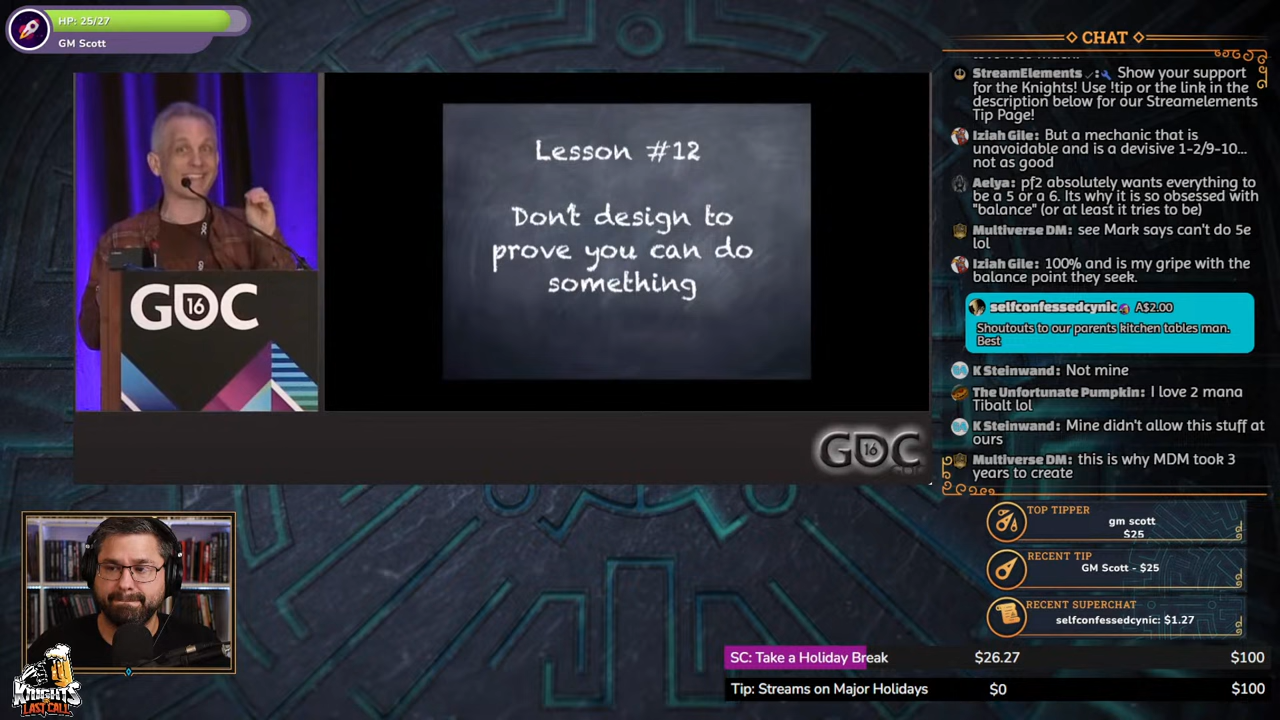 HP: 25/27
GM Scott
GDC 16
Lesson #12
Don't design to
prove you can do
something
GDC 16
KNIGHTS
LAST CALL
CHAT
StreamElements: Show your support
for the Knights! Use !tip or the link in the
description below for our Streamelements
Tip Page!
Iziah Gile: But a mechanic that is
unavoidable and is a devisive 1-2/9-10...
not as good
Aelya: pf2 absolutely wants everything to
be a 5 or a 6. Its why it is so obsessed with
"balance" (or at least it tries to be)
Multiverse DM: see Mark says can't do 5e
lol
Iziah Gile: 100% and is my gripe with the
balance point they seek.
selfconfessedcynic A$2.00
Shoutouts to our parents kitchen tables man.
Best
K Steinwand: Not mine
The Unfortunate Pumpkin: I love 2 mana
Tibalt lol
K Steinwand: Mine didn't allow this stuff at
ours
Multiverse DM: this is why MDM took 3
years to create
TOP TIPPER
gm scott
$25
RECENT TIP
GM Scott - $25
RECENT SUPERCHAT
selfconfessedcynic: $1.27
SC: Take a Holiday Break $26.27 $100
Tip: Streams on Major Holidays $0 $100